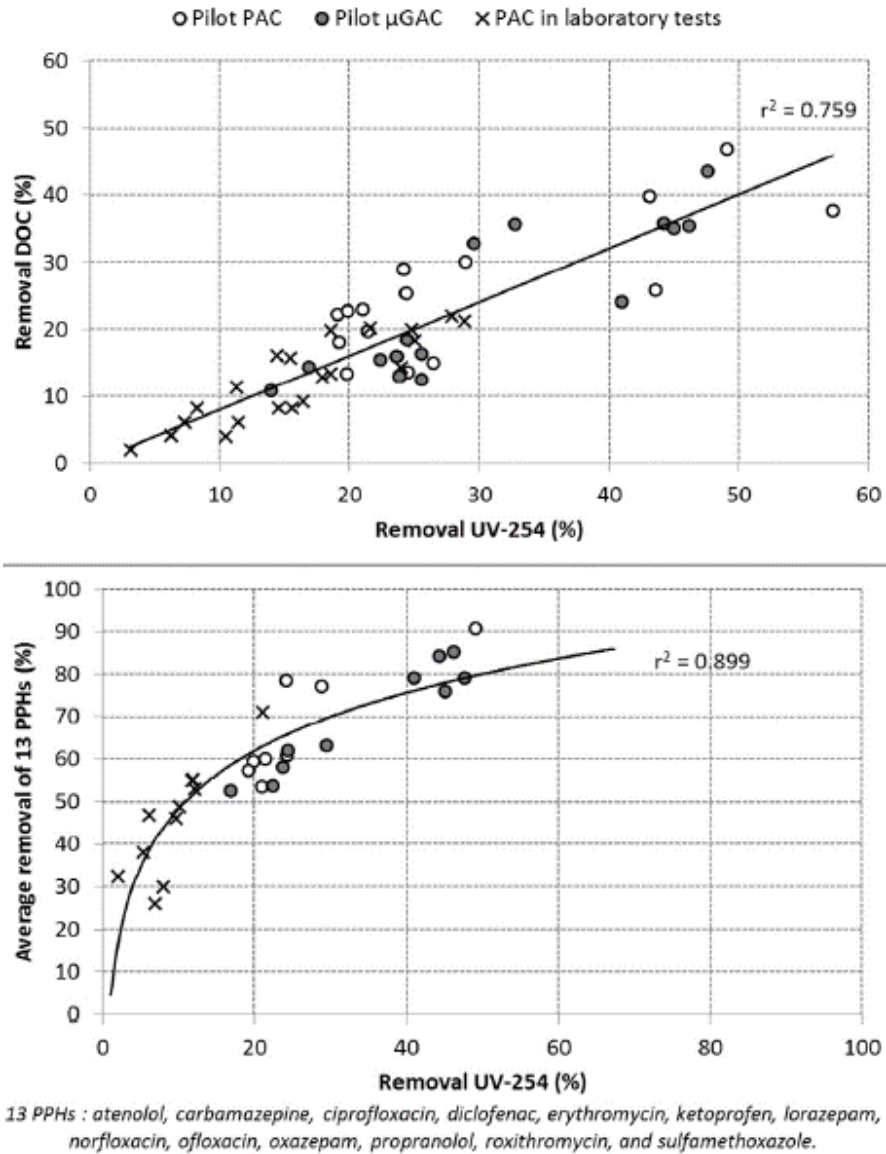 Pilot PAC Pilot µGAC PAC in laboratory tests
60
50
40
30
20
10
0
Removal DOC (%)
r² = 0.759
0 10 20 30 40 50 60
Removal UV-254 (%)
100
90
80
70
60
50
40
30
20
10
0
Average removal of 13 PPHs (%)
r² = 0.899
0 20 40 60 80 100
Removal UV-254 (%)
13 PPHs : atenolol, carbamazepine, ciprofloxacin, diclofenac, erythromycin, ketoprofen, lorazepam,
norfloxacin, ofloxacin, oxazepam, propranolol, roxithromycin, and sulfamethoxazole.